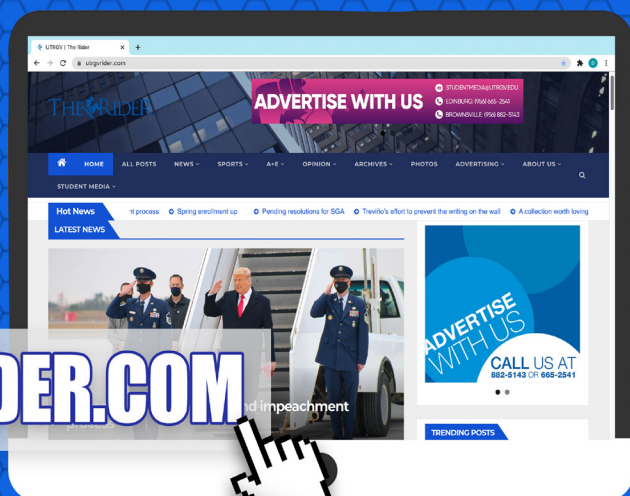 UTRGV | The Rider
utrgvrider.com
THE RIDER
ADVERTISE WITH US
STUDENTMEDIA@UTRGV.EDU
EDINBURG: (956) 665-2541
BROWNSVILLE: (956) 882-5143
HOME ALL POSTS NEWS SPORTS A+E OPINION ARCHIVES PHOTOS ADVERTISING ABOUT US
STUDENT MEDIA
Hot News
nt process Spring enrollment up Pending resolutions for SGA Treviño's effort to prevent the writing on the wall A collection worth loving
LATEST NEWS
ADVERTISE
WITH US
CALL US AT
882-5143 OR 665-2541
DER.COM
nd impeachment
TRENDING POSTS